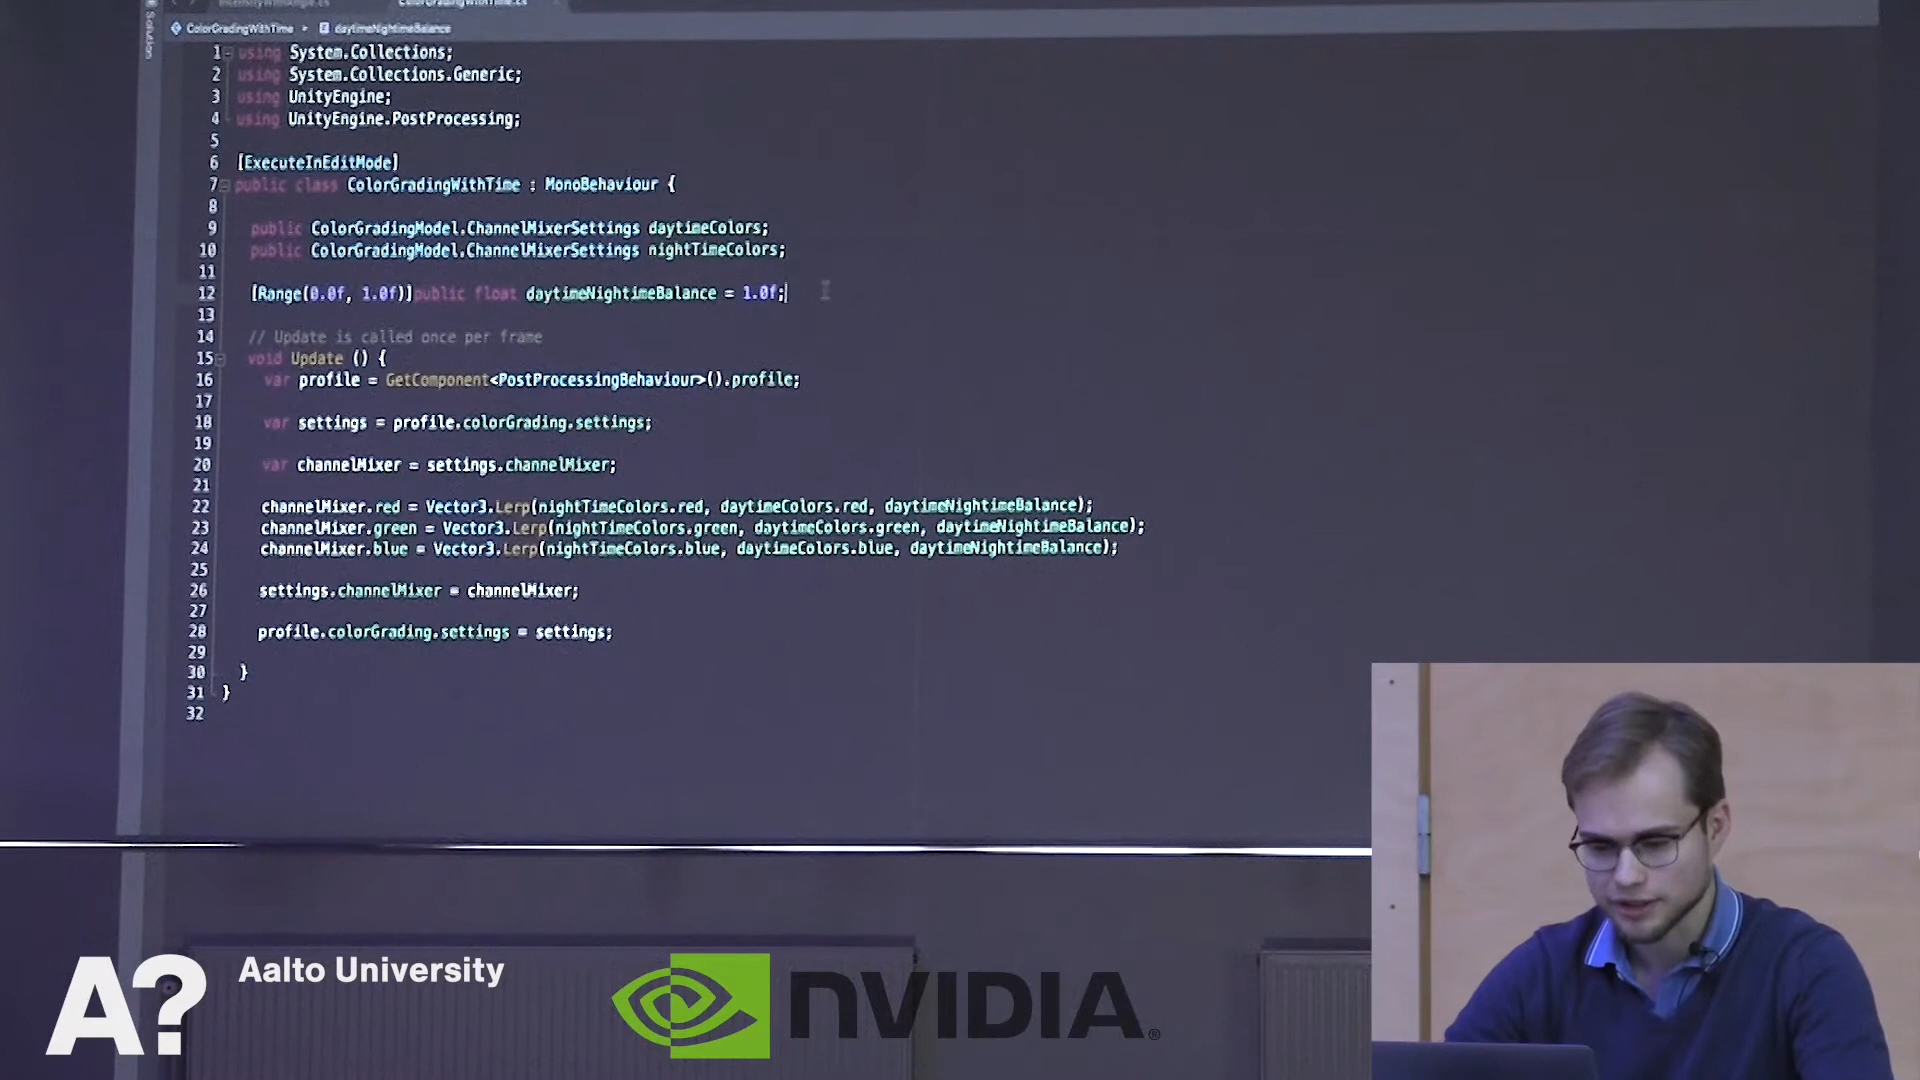 IntensityWithAngle.cs
ColorGradingWithTime.cs
Solution
ColorGradingWithTime
daytimeNightimeBalance
1 using System.Collections;
2 using System.Collections.Generic;
3 using UnityEngine;
4 using UnityEngine.PostProcessing;
5
6 [ExecuteInEditMode]
7 public class ColorGradingWithTime : MonoBehaviour {
8
9 public ColorGradingModel.ChannelMixerSettings daytimeColors;
10 public ColorGradingModel.ChannelMixerSettings nightTimeColors;
11
12 [Range(0.0f, 1.0f)]public float daytimeNightimeBalance = 1.0f;
13
14 // Update is called once per frame
15 void Update () {
16 var profile = GetComponent<PostProcessingBehaviour>().profile;
17
18 var settings = profile.colorGrading.settings;
19
20 var channelMixer = settings.channelMixer;
21
22 channelMixer.red = Vector3.Lerp(nightTimeColors.red, daytimeColors.red, daytimeNightimeBalance);
23 channelMixer.green = Vector3.Lerp(nightTimeColors.green, daytimeColors.green, daytimeNightimeBalance);
24 channelMixer.blue = Vector3.Lerp(nightTimeColors.blue, daytimeColors.blue, daytimeNightimeBalance);
25
26 settings.channelMixer = channelMixer;
27
28 profile.colorGrading.settings = settings;
29
30 }
31 }
32
A? Aalto University
NVIDIA®